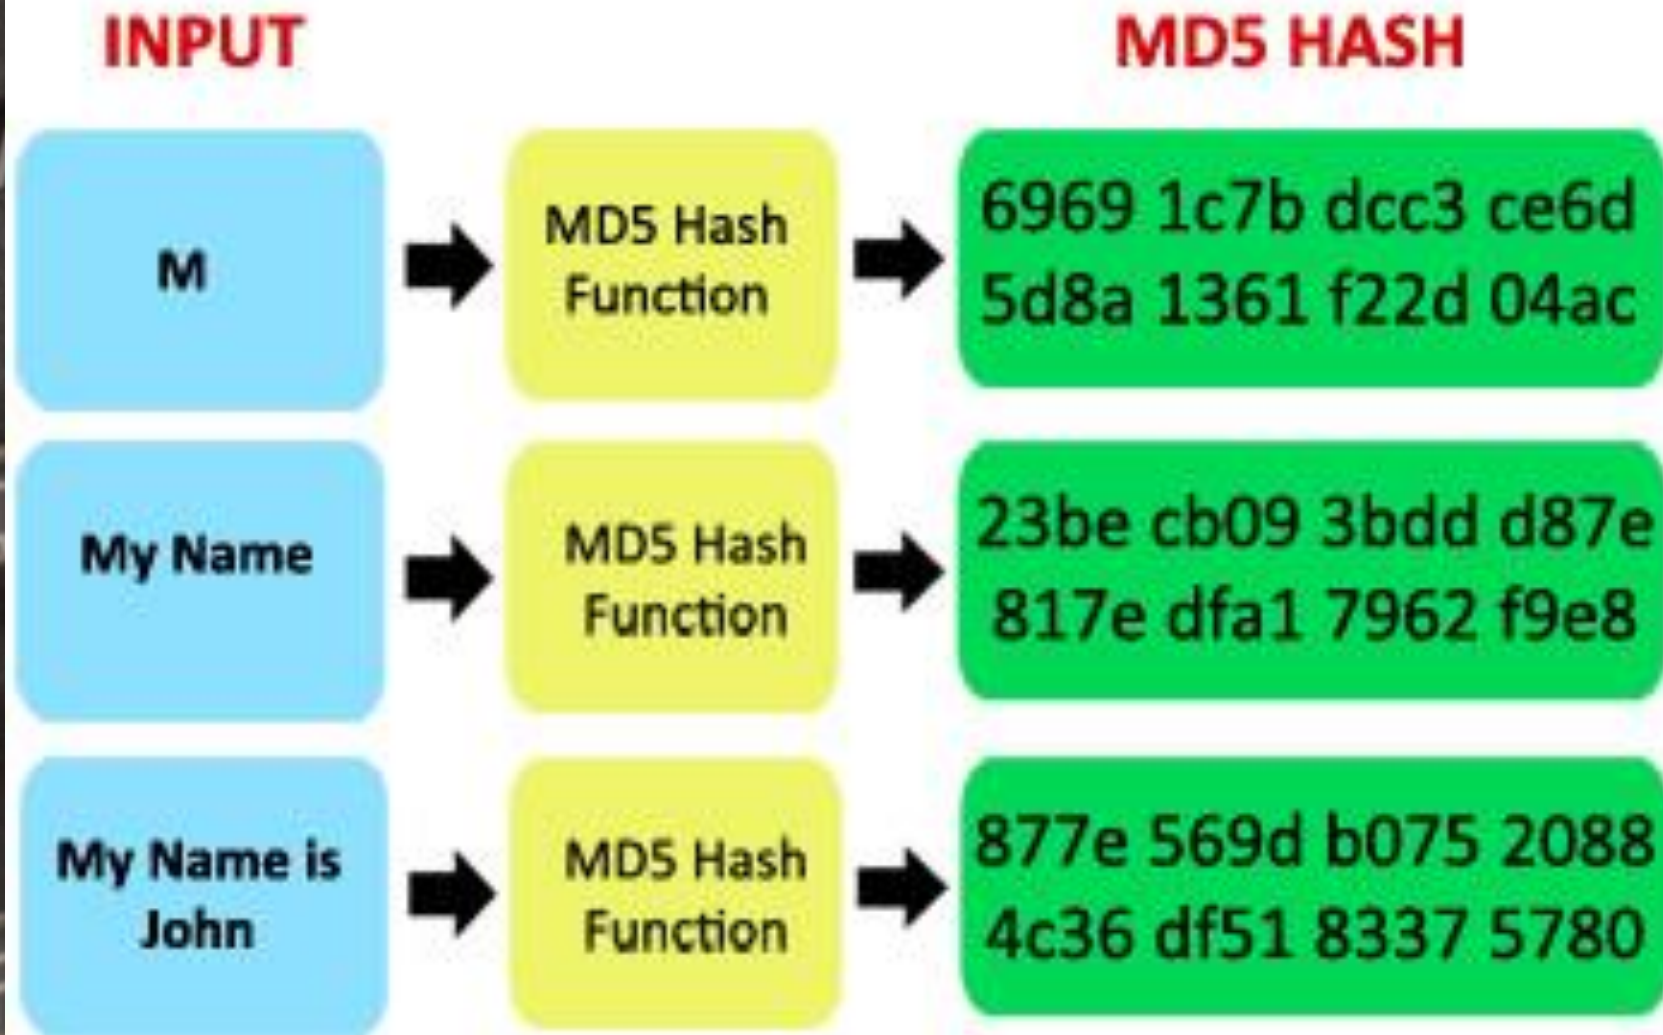 INPUT
MD5 HASH
M
MD5 Hash
Function
6969 1c7b dcc3 ce6d
5d8a 1361 f22d 04ac
My Name
MD5 Hash
Function
23be cb09 3bdd d87e
817e dfa1 7962 f9e8
My Name is
John
MD5 Hash
Function
877e 569d b075 2088
4c36 df51 8337 5780